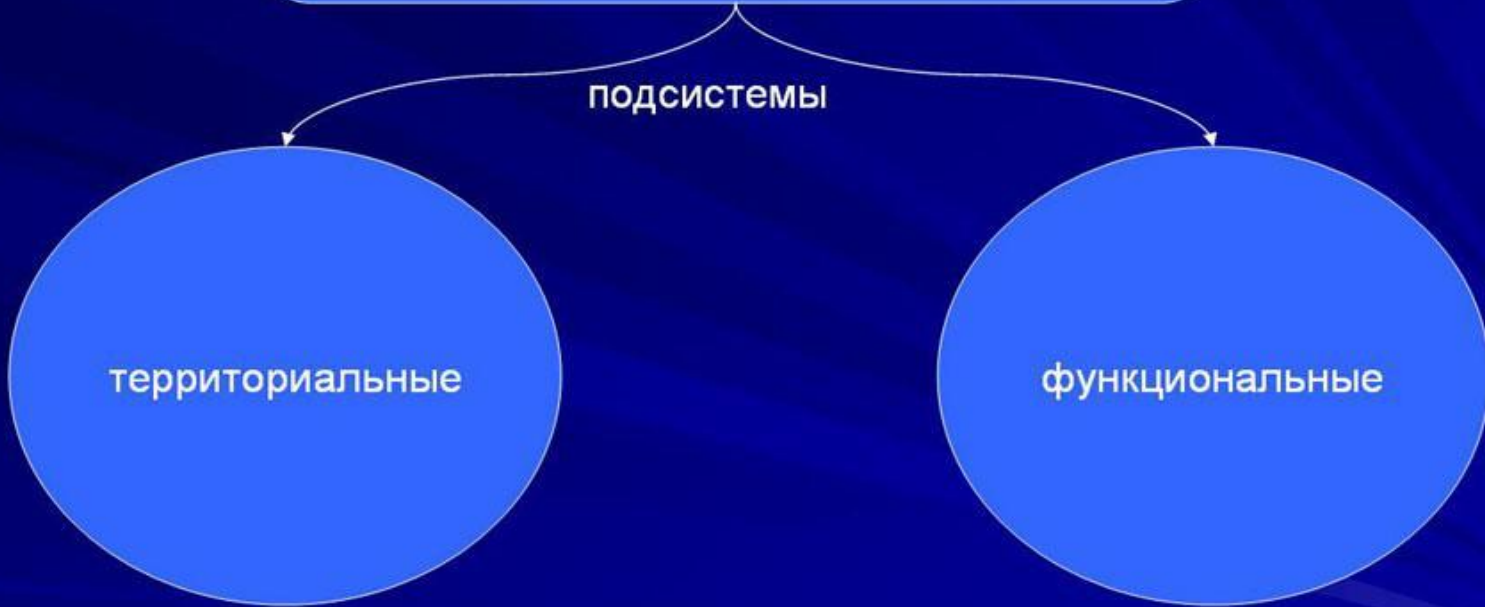 подсистемы
территориальные
функциональные